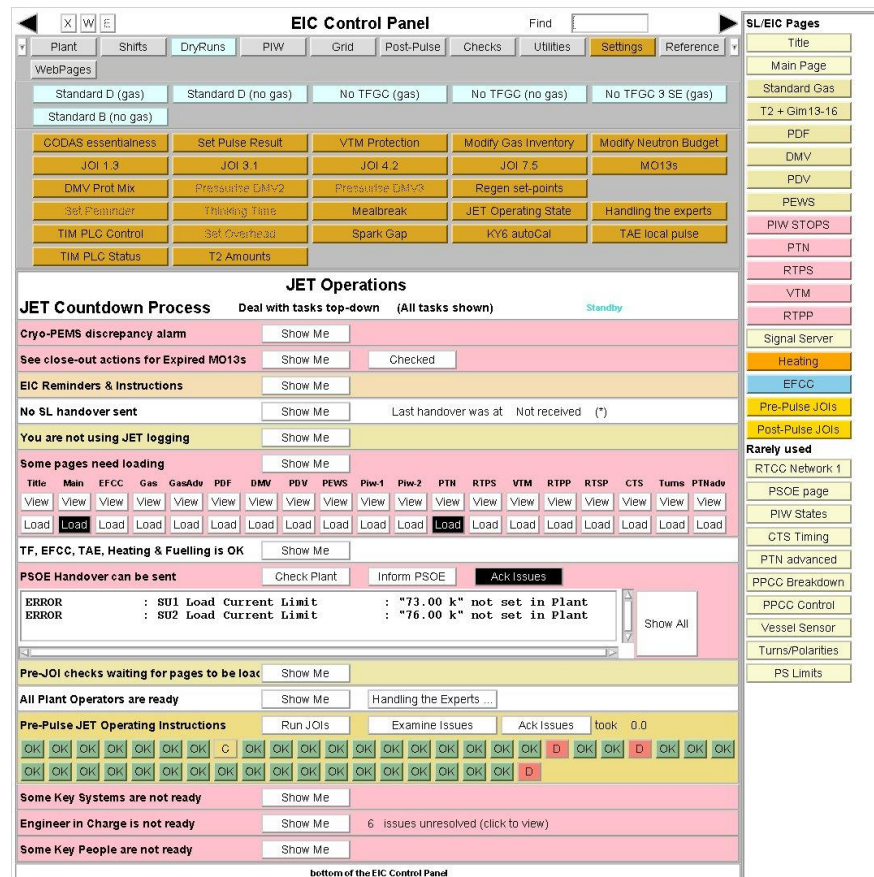 X W E EIC Control Panel Find
Plant Shifts DryRuns PIW Grid Post-Pulse Checks Utilities Settings Reference
WebPages
Standard D (gas) Standard D (no gas) No TFGC (gas) No TFGC (no gas) No TFGC 3 SE (gas)
Standard B (no gas)
CODAS essentialness Set Pulse Result VTM Protection Modify Gas Inventory Modify Neutron Budget
JOI 1.3 JOI 3.1 JOI 4.2 JOI 7.5 MO13s
DMV Prot Mix Pressurise DMV2 Pressurise DMV3 Regen set-points
Set Reminder Thinking Time Mealbreak JET Operating State Handling the experts
TIM PLC Control Set Overhead Spark Gap KY6 autoCal TAE local pulse
TIM PLC Status T2 Amounts
JET Operations
JET Countdown Process Deal with tasks top-down (All tasks shown) Standby
Cryo-PEMS discrepancy alarm Show Me
See close-out actions for Expired MO13s Show Me Checked
EIC Reminders & Instructions Show Me
No SL handover sent Show Me Last handover was at Not received (*)
You are not using JET logging Show Me
Some pages need loading Show Me
Title Main EFCC Gas GasAdv PDF DMV PDV PEWS Piw-1 Piw-2 PTN RTPS VTM RTPP RTSP CTS Turns PTNadv
View View View View View View View View View View View View View View View View View View View
Load Load Load Load Load Load Load Load Load Load Load Load Load Load Load Load Load Load Load
TF, EFCC, TAE, Heating & Fuelling is OK Show Me
PSOE Handover can be sent Check Plant Inform PSOE Ack Issues
ERROR : SU1 Load Current Limit : "73.00 k" not set in Plant
ERROR : SU2 Load Current Limit : "76.00 k" not set in Plant
Show All
Pre-JOI checks waiting for pages to be loac Show Me
All Plant Operators are ready Show Me Handling the Experts ...
Pre-Pulse JET Operating Instructions Run JOIs Examine Issues Ack Issues took 0.0
OK OK OK OK OK OK OK C OK OK OK OK OK OK OK OK OK OK OK D OK OK D OK OK OK
OK OK OK OK OK OK OK OK OK OK OK OK OK OK OK OK OK OK D
Some Key Systems are not ready Show Me
Engineer in Charge is not ready Show Me 6 issues unresolved (click to view)
Some Key People are not ready Show Me
bottom of the EIC Control Panel
SL/EIC Pages
Title
Main Page
Standard Gas
T2 + Gim13-16
PDF
DMV
PDV
PEWS
PIW STOPS
PTN
RTPS
VTM
RTPP
Signal Server
Heating
EFCC
Pre-Pulse JOIs
Post-Pulse JOIs
Rarely used
RTCC Network 1
PSOE page
PIW States
CTS Timing
PTN advanced
PPCC Breakdown
PPCC Control
Vessel Sensor
Turns/Polarities
PS Limits